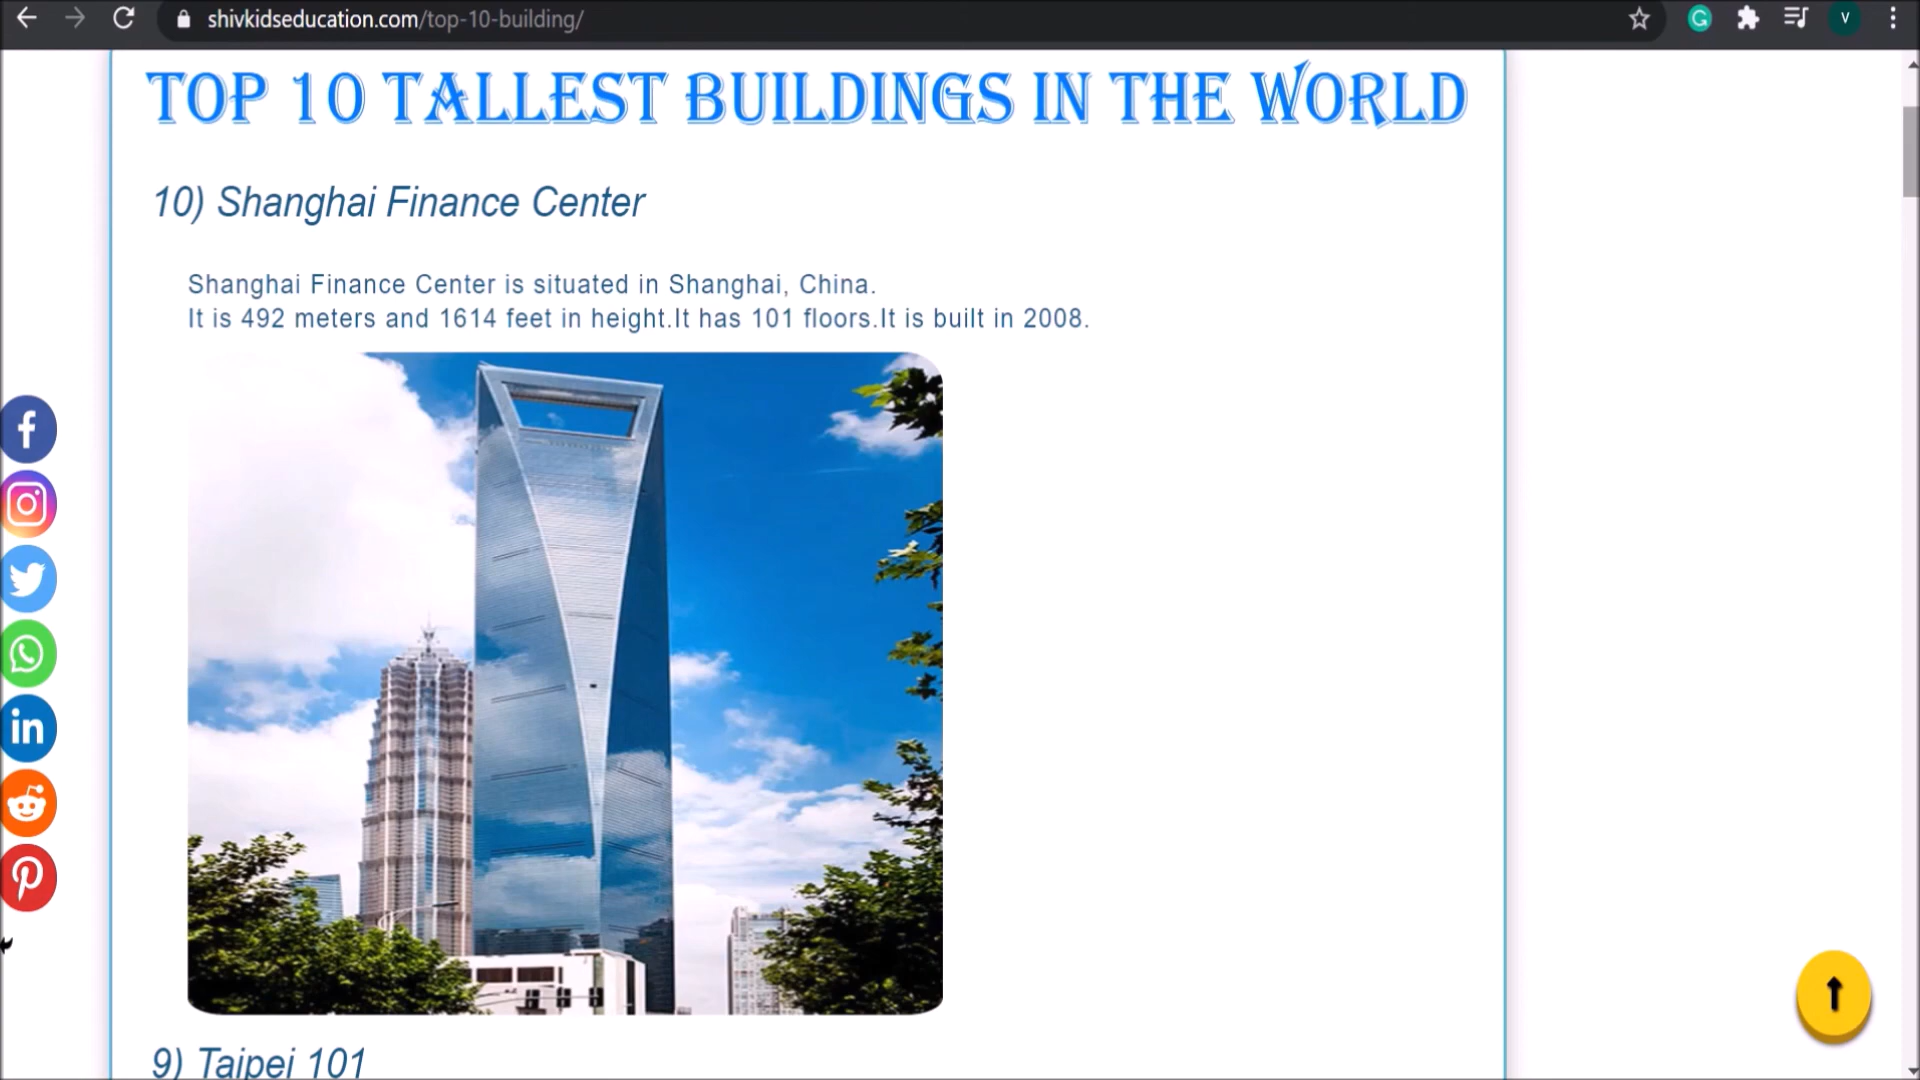 shivkidseducation.com/top-10-building/
V
TOP 10 TALLEST BUILDINGS IN THE WORLD
10) Shanghai Finance Center
Shanghai Finance Center is situated in Shanghai, China.
It is 492 meters and 1614 feet in height.It has 101 floors.It is built in 2008.
9) Taipei 101